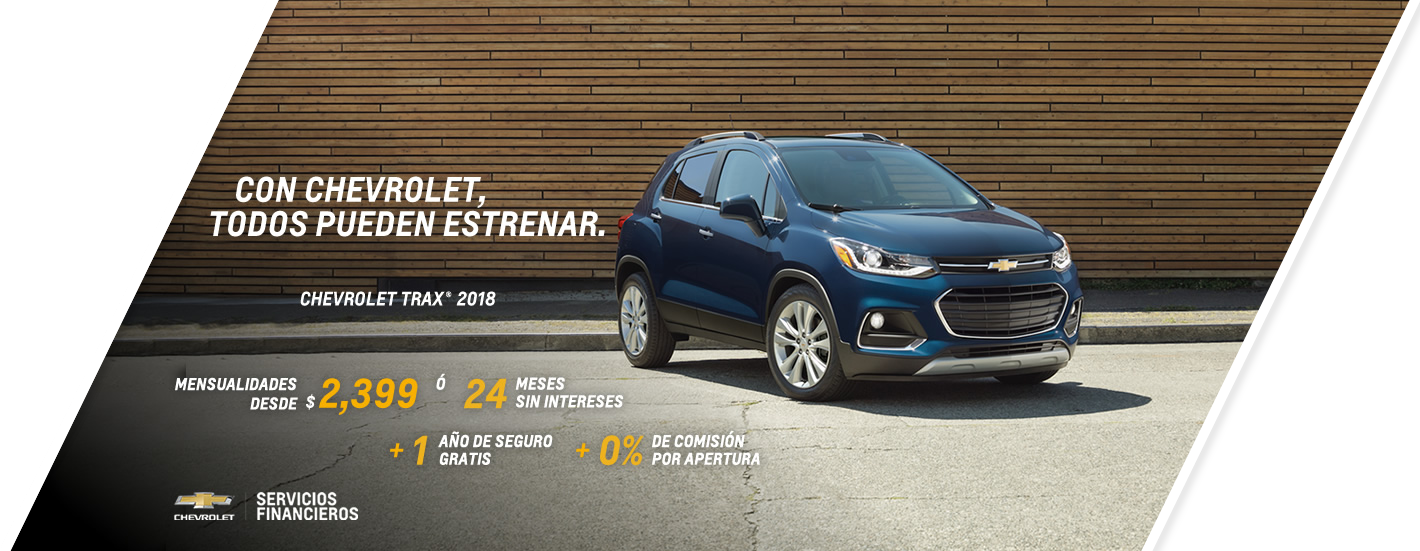 CON CHEVROLET,
TODOS PUEDEN ESTRENAR.
CHEVROLET TRAX® 2018
MENSUALIDADES
DESDE $2,399 Ó 24 MESES
SIN INTERESES
+ 1 AÑO DE SEGURO
GRATIS
+ 0% DE COMISIÓN
POR APERTURA
CHEVROLET
SERVICIOS
FINANCIEROS